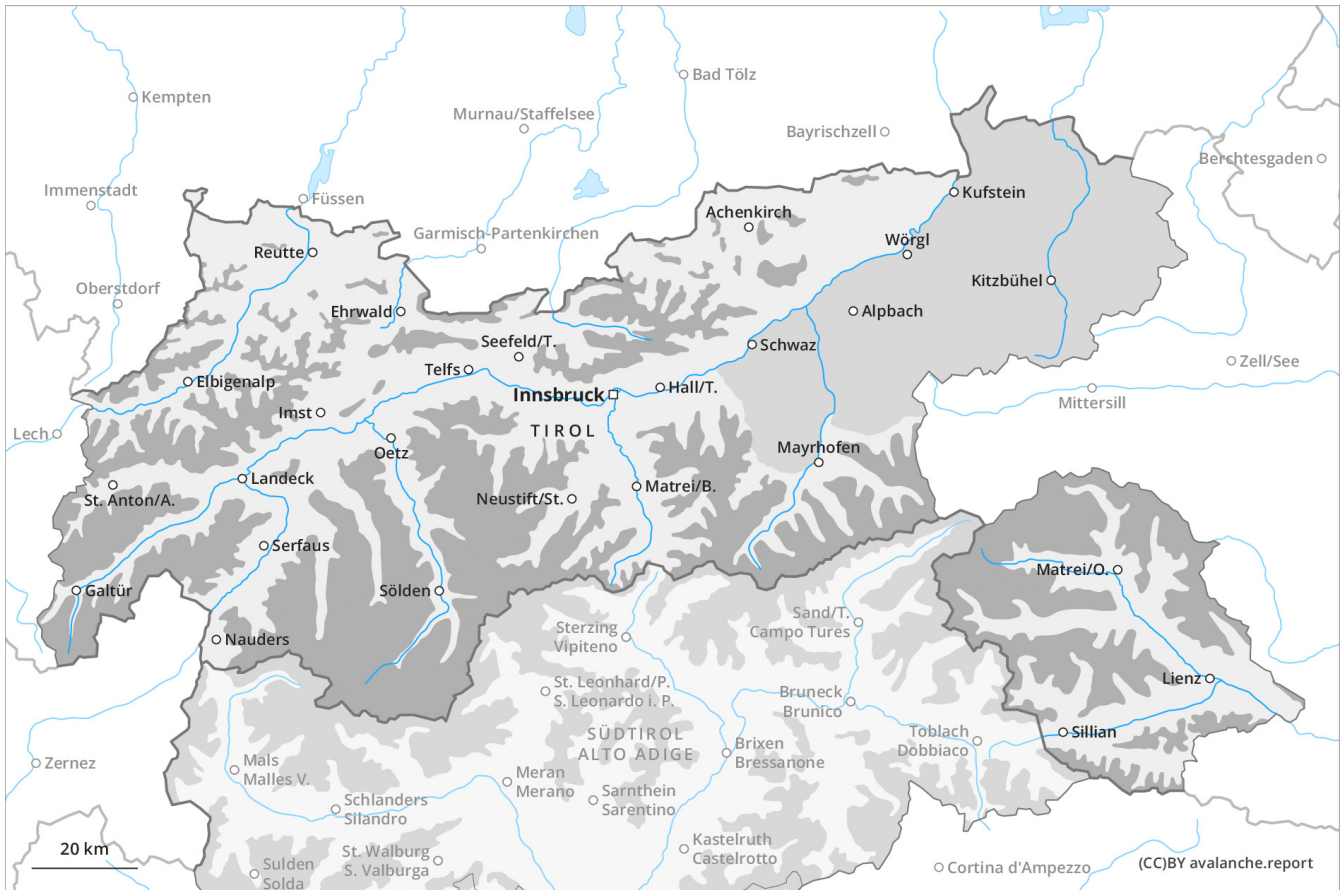 Kempten
Bad Tölz
Murnau/Staffelsee
Bayrischzell
Berchtesgaden
Immenstadt
Füssen
Kufstein
Achenkirch
Garmisch-Partenkirchen
Wörgl
Reutte
Kitzbühel
Oberstdorf
Ehrwald
Alpbach
Seefeld/T.
Schwaz
Zell/See
Telfs
Elbigenalp
Hall/T.
Innsbruck
Mittersill
Imst
TIROL
Lech
Oetz
Mayrhofen
Landeck
St. Anton/A.
Neustift/St.
Matrei/B.
Serfaus
Matrei/O.
Galtür
Sölden
Sand/T.
Campo Tures
Nauders
Sterzing
Vipiteno
Lienz
St. Leonhard/P.
S. Leonardo i. P.
Bruneck
Brunico
Sillian
SÜDTIROL
ALTO ADIGE
Toblach
Dobbiaco
Brixen
Bressanone
Zernez
Mals
Malles V.
Meran
Merano
Schlanders
Silandro
Sarnthein
Sarentino
20 km
St. Walburg
S. Valburga
Kastelruth
Castelrotto
Sulden
Solda
Cortina d'Ampezzo
(CC)BY avalanche.report